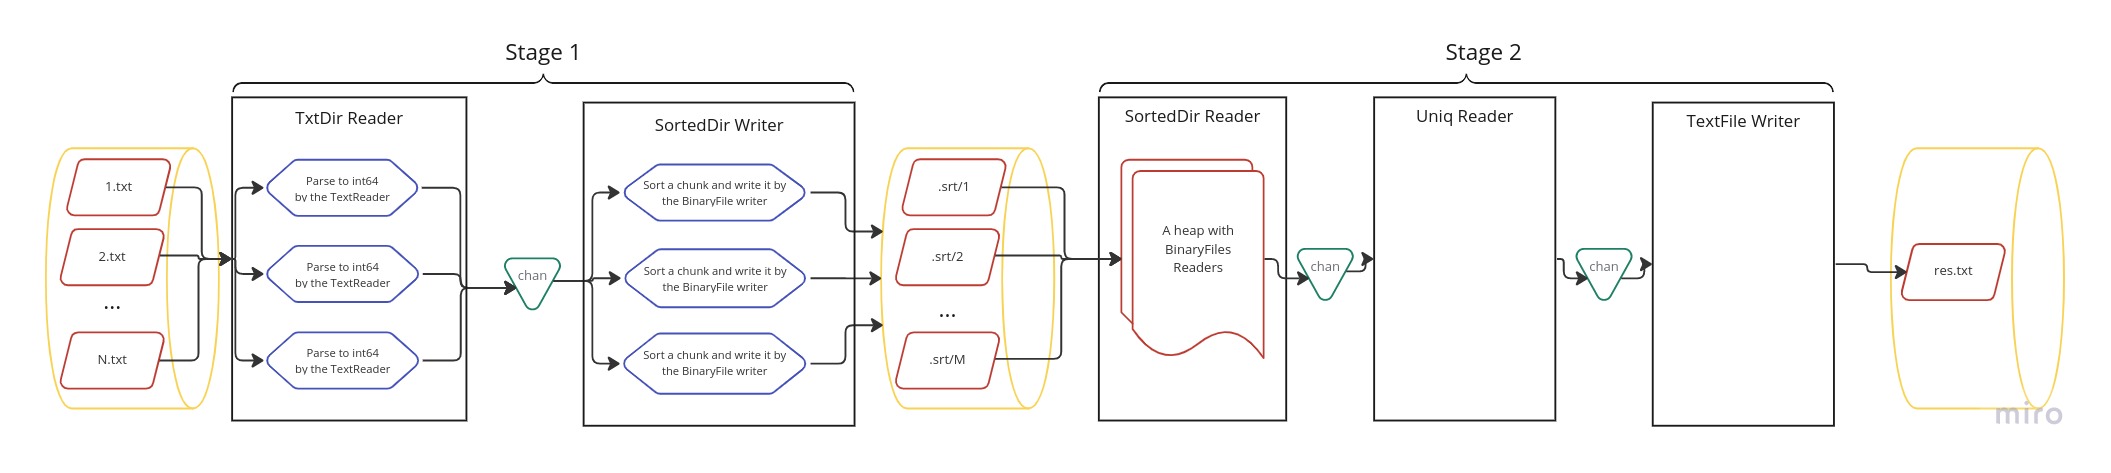 Stage 1
Stage 2
TxtDir Reader
SortedDir Writer
SortedDir Reader
Uniq Reader
TextFile Writer
1.txt
2.txt
...
N.txt
Parse to int64
by the TextReader
Parse to int64
by the TextReader
Parse to int64
by the TextReader
chan
Sort a chunk and write it by
the BinaryFile writer
Sort a chunk and write it by
the BinaryFile writer
Sort a chunk and write it by
the BinaryFile writer
.srt/1
.srt/2
...
.srt/M
A heap with
BinaryFiles
Readers
chan
chan
res.txt
miro